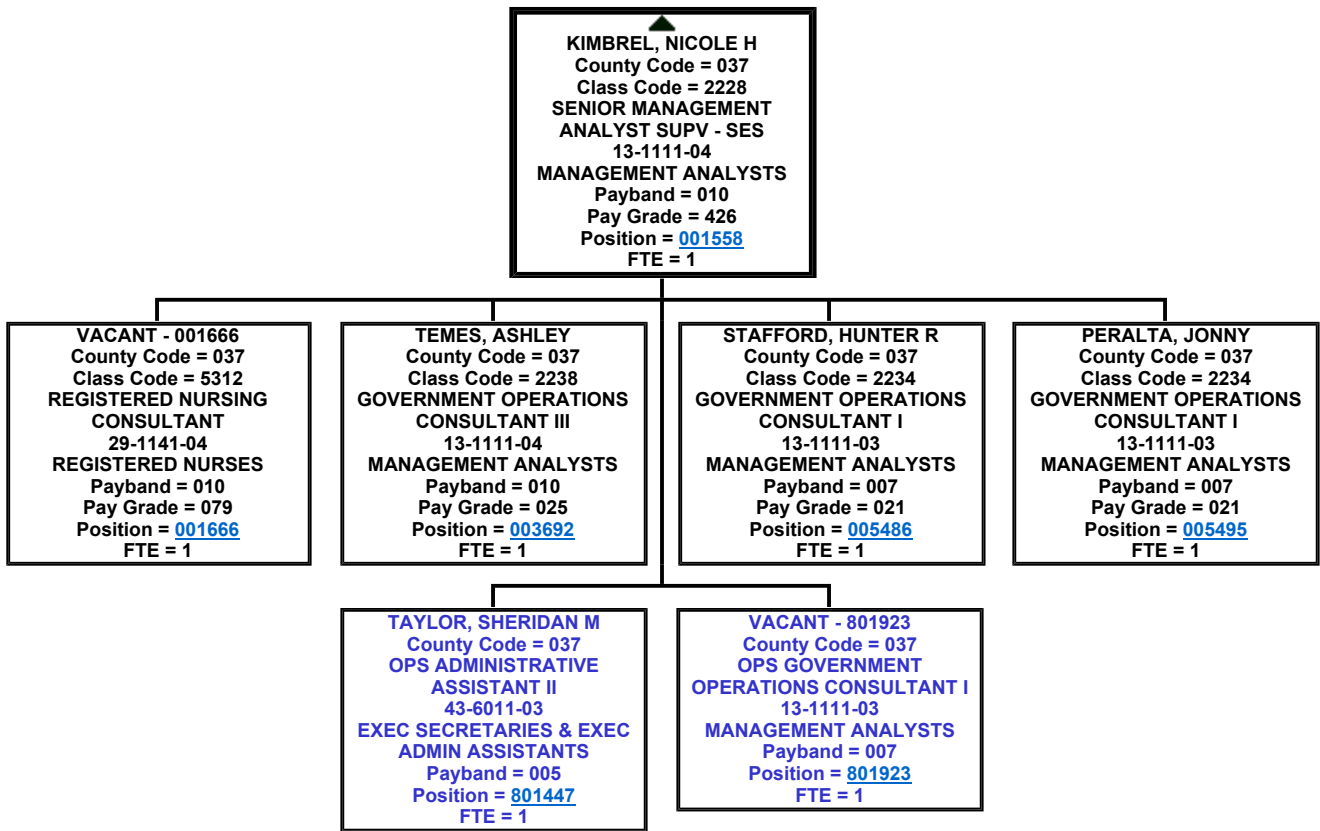 KIMBREL, NICOLE H
County Code = 037
Class Code = 2228
SENIOR MANAGEMENT
ANALYST SUPV - SES
13-1111-04
MANAGEMENT ANALYSTS
Payband = 010
Pay Grade = 426
Position = 001558
FTE = 1
VACANT - 001666
County Code = 037
Class Code = 5312
REGISTERED NURSING
CONSULTANT
29-1141-04
REGISTERED NURSES
Payband = 010
Pay Grade = 079
Position = 001666
FTE = 1
TEMES, ASHLEY
County Code = 037
Class Code = 2238
GOVERNMENT OPERATIONS
CONSULTANT III
13-1111-04
MANAGEMENT ANALYSTS
Payband = 010
Pay Grade = 025
Position = 003692
FTE = 1
STAFFORD, HUNTER R
County Code = 037
Class Code = 2234
GOVERNMENT OPERATIONS
CONSULTANT I
13-1111-03
MANAGEMENT ANALYSTS
Payband = 007
Pay Grade = 021
Position = 005486
FTE = 1
PERALTA, JONNY
County Code = 037
Class Code = 2234
GOVERNMENT OPERATIONS
CONSULTANT I
13-1111-03
MANAGEMENT ANALYSTS
Payband = 007
Pay Grade = 021
Position = 005495
FTE = 1
TAYLOR, SHERIDAN M
County Code = 037
OPS ADMINISTRATIVE
ASSISTANT II
43-6011-03
EXEC SECRETARIES & EXEC
ADMIN ASSISTANTS
Payband = 005
Position = 801447
FTE = 1
VACANT - 801923
County Code = 037
OPS GOVERNMENT
OPERATIONS CONSULTANT I
13-1111-03
MANAGEMENT ANALYSTS
Payband = 007
Position = 801923
FTE = 1